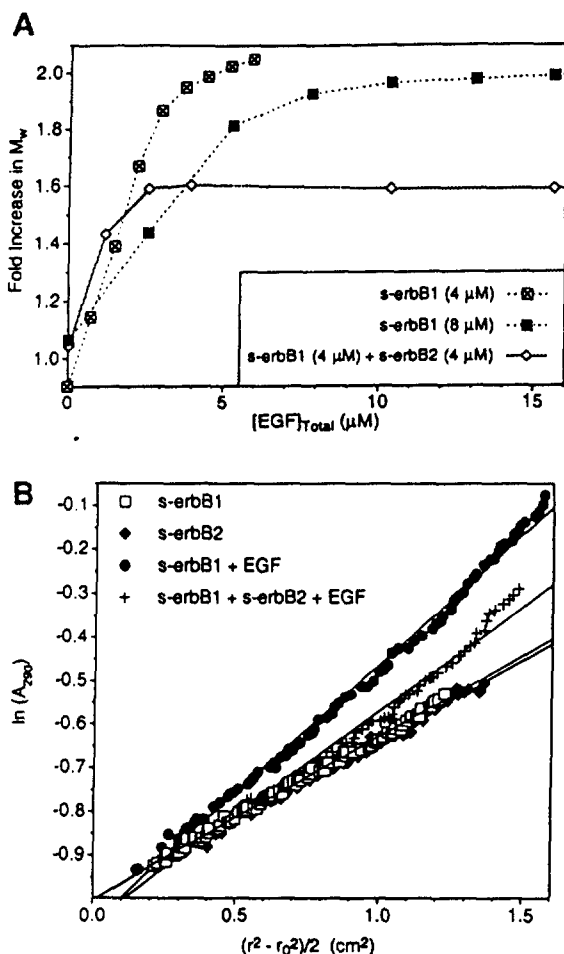 A
Fold Increase in Mw
2.0
1.8
1.6
1.4
1.2
1.0
s-erbB1 (4 μM)
s-erbB1 (8 μM)
s-erbB1 (4 μM) + s-erbB2 (4 μM)
0 5 10 15
[EGF]Total (μM)
B
ln (A290)
-0.1
-0.2
-0.3
-0.4
-0.5
-0.6
-0.7
-0.8
-0.9
s-erbB1
s-erbB2
s-erbB1 + EGF
s-erbB1 + s-erbB2 + EGF
0.0 0.5 1.0 1.5
(r² - r₀²)/2 (cm²)